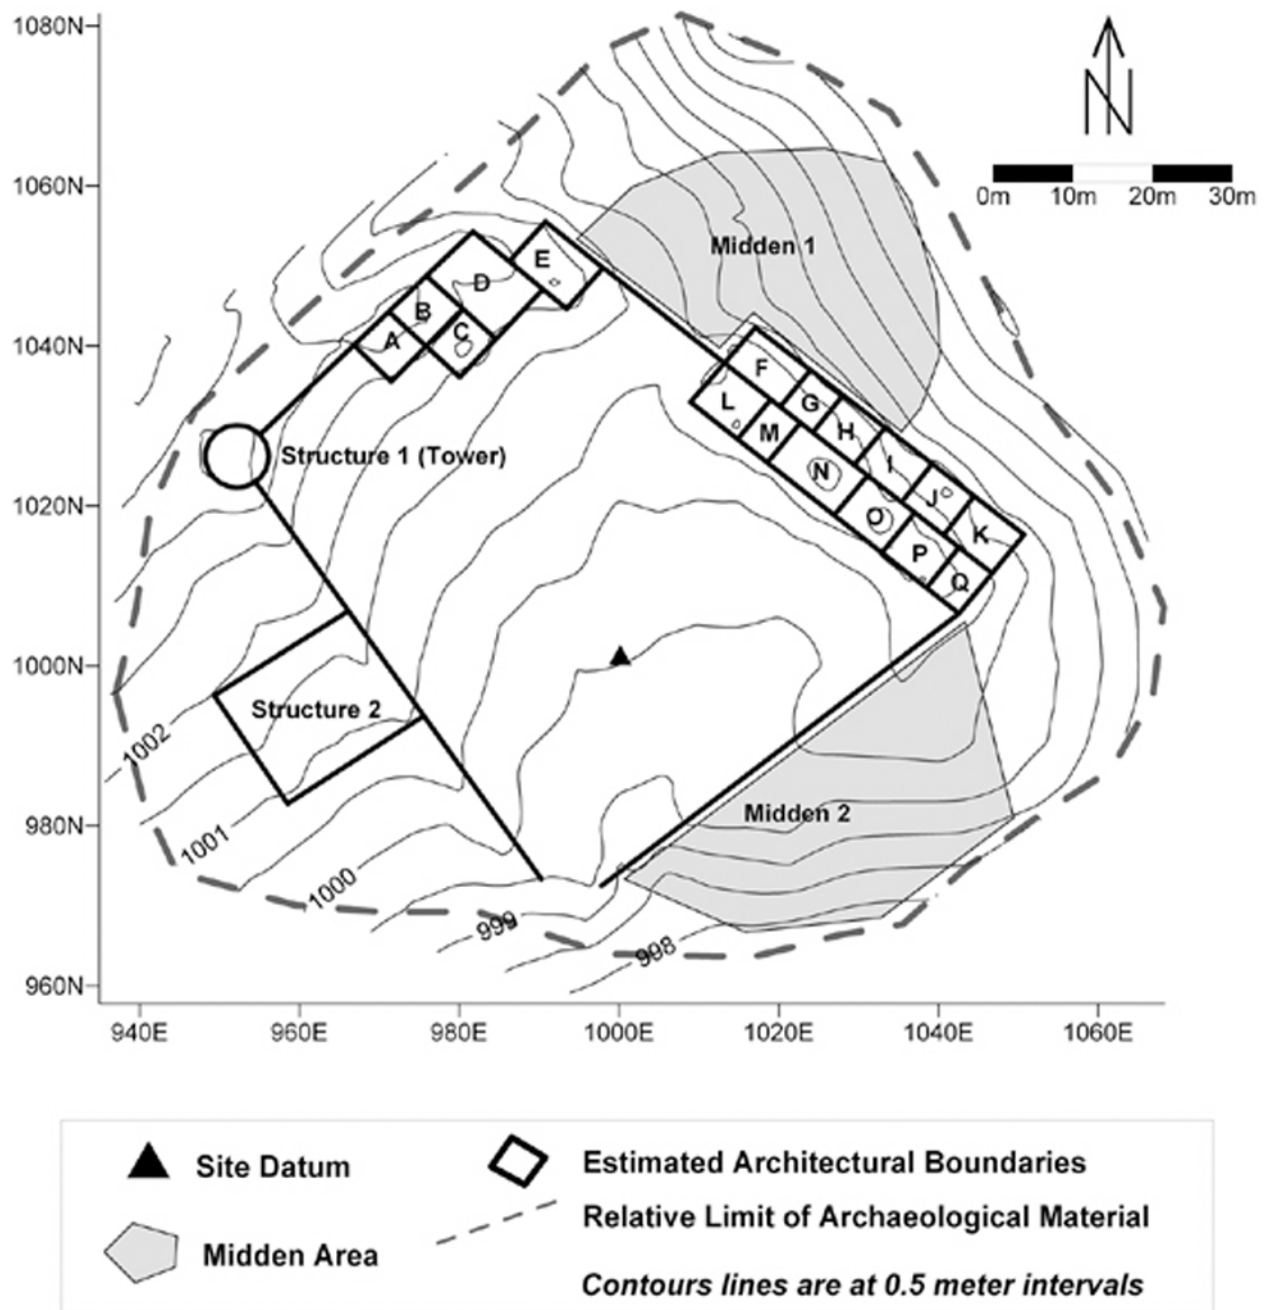 1080N
1060N
1040N
1020N
1000N
980N
960N
940E 960E 980E 1000E 1020E 1040E 1060E
N
0m 10m 20m 30m
Midden 1
E
D
B
A
C
F
G
H
I
J
K
L
M
N
O
P
Q
Structure 1 (Tower)
Structure 2
Midden 2
1002
1001
1000
999
998
Site Datum
Midden Area
Estimated Architectural Boundaries
Relative Limit of Archaeological Material
Contours lines are at 0.5 meter intervals